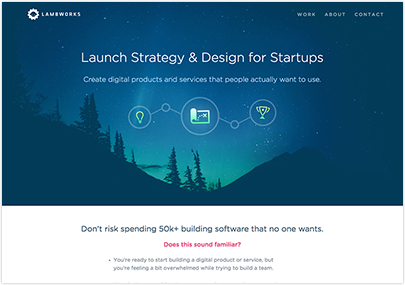 LAMBWORKS
WORK ABOUT CONTACT
Launch Strategy & Design for Startups
Create digital products and services that people actually want to use.
Don't risk spending 50k+ building software that no one wants.
Does this sound familiar?
• You're ready to start building a digital product or service, but
you're feeling a bit overwhelmed while trying to build a team.